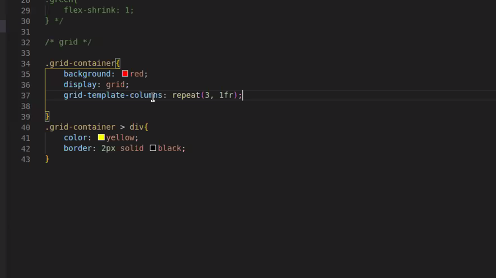 28 .green{
29 flex-shrink: 1;
30 } */
31
32 /* grid */
33
34 .grid-container{
35 background: red;
36 display: grid;
37 grid-template-columns: repeat(3, 1fr);
38
39 }
40 .grid-container > div{
41 color: yellow;
42 border: 2px solid black;
43 }